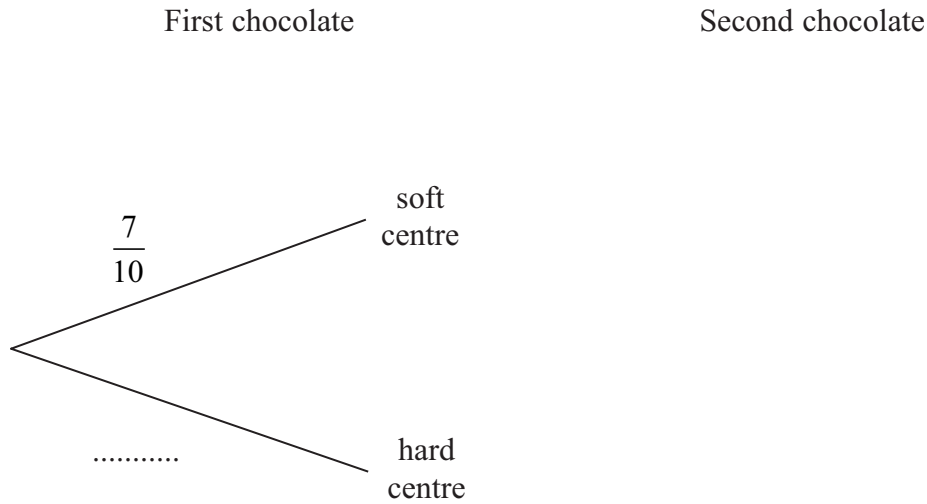 First chocolate
Second chocolate
soft
centre
7
10
...........
hard
centre